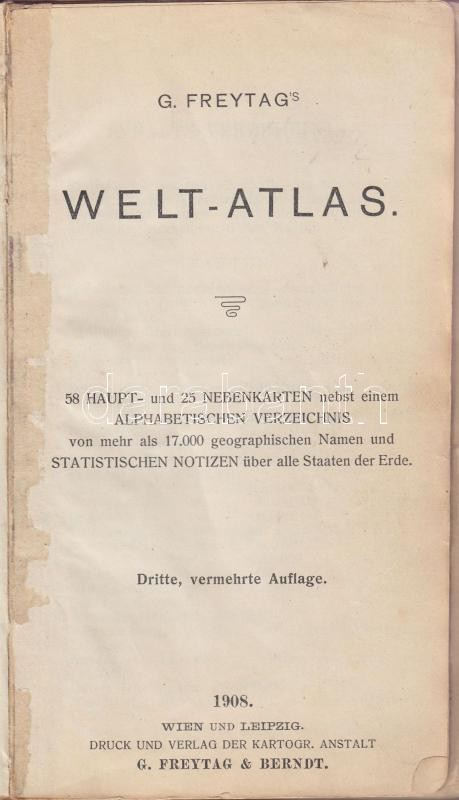 G. FREYTAG'S
WELT-ATLAS.
58 HAUPT- und 25 NEBENKARTEN nebst einem
ALPHABETISCHEN VERZEICHNIS
von mehr als 17.000 geographischen Namen und
STATISTISCHEN NOTIZEN über alle Staaten der Erde.
Dritte, vermehrte Auflage.
1908.
WIEN UND LEIPZIG.
DRUCK UND VERLAG DER KARTOGR. ANSTALT
G. FREYTAG & BERNDT.
darabanth